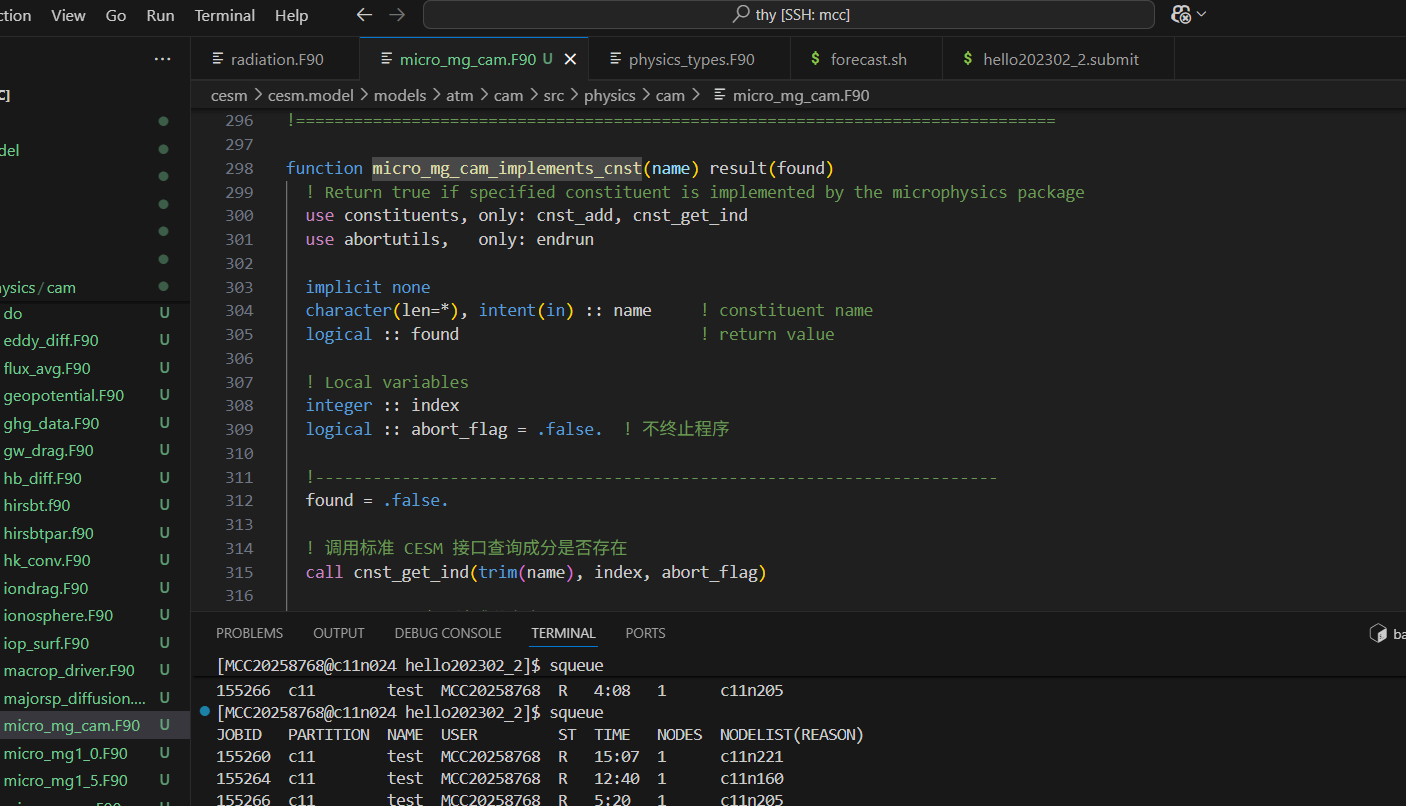 ction View Go Run Terminal Help thy [SSH: mcc]
radiation.F90 micro_mg_cam.F90 U physics_types.F90 $ forecast.sh $ hello202302_2.submit
cesm > cesm.model > models > atm > cam > src > physics > cam > micro_mg_cam.F90
C]
del
ysics/cam
do U
eddy_diff.F90 U
flux_avg.F90 U
geopotential.F90 U
ghg_data.F90 U
gw_drag.F90 U
hb_diff.F90 U
hirsbt.f90 U
hirsbtpar.f90 U
hk_conv.F90 U
iondrag.F90 U
ionosphere.F90 U
iop_surf.F90 U
macrop_driver.F90 U
majorsp_diffusion.... U
micro_mg_cam.F90 U
micro_mg1_0.F90 U
micro_mg1_5.F90 U
296 !===============================================================================
297
298 function micro_mg_cam_implements_cnst(name) result(found)
299 ! Return true if specified constituent is implemented by the microphysics package
300 use constituents, only: cnst_add, cnst_get_ind
301 use abortutils,   only: endrun
302
303 implicit none
304 character(len=*), intent(in) :: name     ! constituent name
305 logical :: found                         ! return value
306
307 ! Local variables
308 integer :: index
309 logical :: abort_flag = .false.  ! 不终止程序
310
311 !-----------------------------------------------------------------------
312 found = .false.
313
314 ! 调用标准 CESM 接口查询成分是否存在
315 call cnst_get_ind(trim(name), index, abort_flag)
316
PROBLEMS OUTPUT DEBUG CONSOLE TERMINAL PORTS ba
[MCC20258768@c11n024 hello202302_2]$ squeue
155266 c11 test MCC20258768 R 4:08 1 c11n205
[MCC20258768@c11n024 hello202302_2]$ squeue
JOBID PARTITION NAME USER ST TIME NODES NODELIST(REASON)
155260 c11 test MCC20258768 R 15:07 1 c11n221
155264 c11 test MCC20258768 R 12:40 1 c11n160
155266 c11 test MCC20258768 R 5:20 1 c11n205